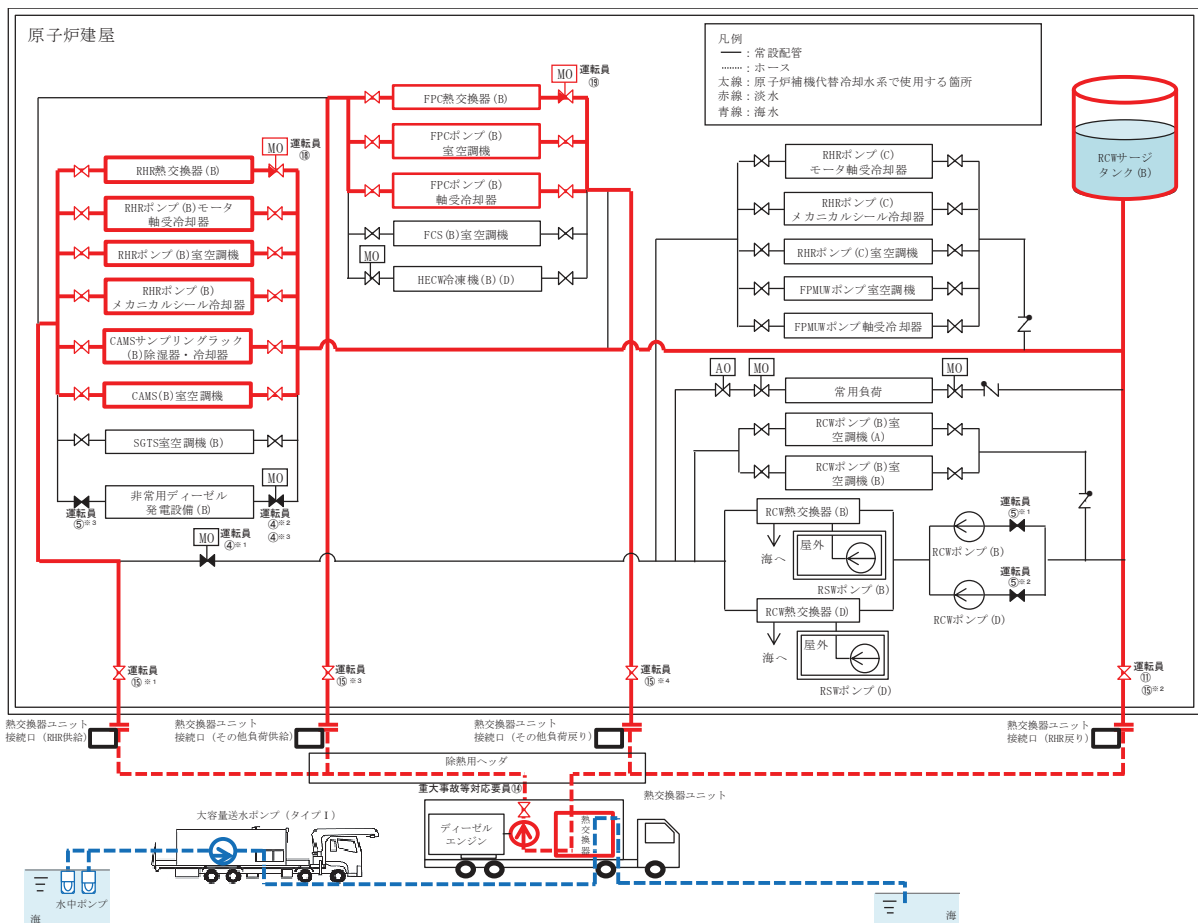 原子炉建屋
凡例
── : 常設配管
……… : ホース
太線 : 原子炉補機代替冷却水系で使用する箇所
赤線 : 淡水
青線 : 海水
RCWサージ
タンク(B)
MO
運転員
⑲
FPC熱交換器(B)
FPCポンプ(B)
室空調機
FPCポンプ(B)
軸受冷却器
FCS(B)室空調機
MO
HECW冷凍機(B)(D)
MO
運転員
⑱
RHR熱交換器(B)
RHRポンプ(B)モータ
軸受冷却器
RHRポンプ(B)室空調機
RHRポンプ(B)
メカニカルシール冷却器
CAMSサンプリングラック
(B)除湿器・冷却器
CAMS(B)室空調機
SGTS室空調機(B)
非常用ディーゼル
発電設備(B)
運転員
⑤※3
MO
運転員
④※2
④※3
MO
運転員
④※1
RHRポンプ(C)
モータ軸受冷却器
RHRポンプ(C)
メカニカルシール冷却器
RHRポンプ(C)室空調機
FPMUWポンプ室空調機
FPMUWポンプ軸受冷却器
AO
MO
常用負荷
MO
RCWポンプ(B)室
空調機(A)
RCWポンプ(B)室
空調機(B)
RCW熱交換器(B)
海へ
屋外
RSWポンプ(B)
RCW熱交換器(D)
海へ
屋外
RSWポンプ(D)
運転員
⑤※1
RCWポンプ(B)
運転員
⑤※2
RCWポンプ(D)
運転員
⑮※1
運転員
⑮※3
運転員
⑮※4
運転員
⑪
⑮※2
熱交換器ユニット
接続口(RHR供給)
熱交換器ユニット
接続口(その他負荷供給)
熱交換器ユニット
接続口(その他負荷戻り)
熱交換器ユニット
接続口(RHR戻り)
除熱用ヘッダ
重大事故等対応要員⑭
熱交換器ユニット
大容量送水ポンプ(タイプⅠ)
ディーゼル
エンジン
熱交換器
水中ポンプ
海
海